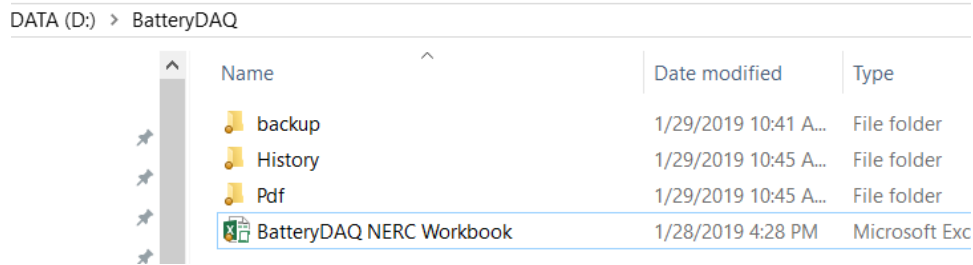 DATA (D:) > BatteryDAQ
Name Date modified Type
backup 1/29/2019 10:41 A... File folder
History 1/29/2019 10:45 A... File folder
Pdf 1/29/2019 10:45 A... File folder
BatteryDAQ NERC Workbook 1/28/2019 4:28 PM Microsoft Exc